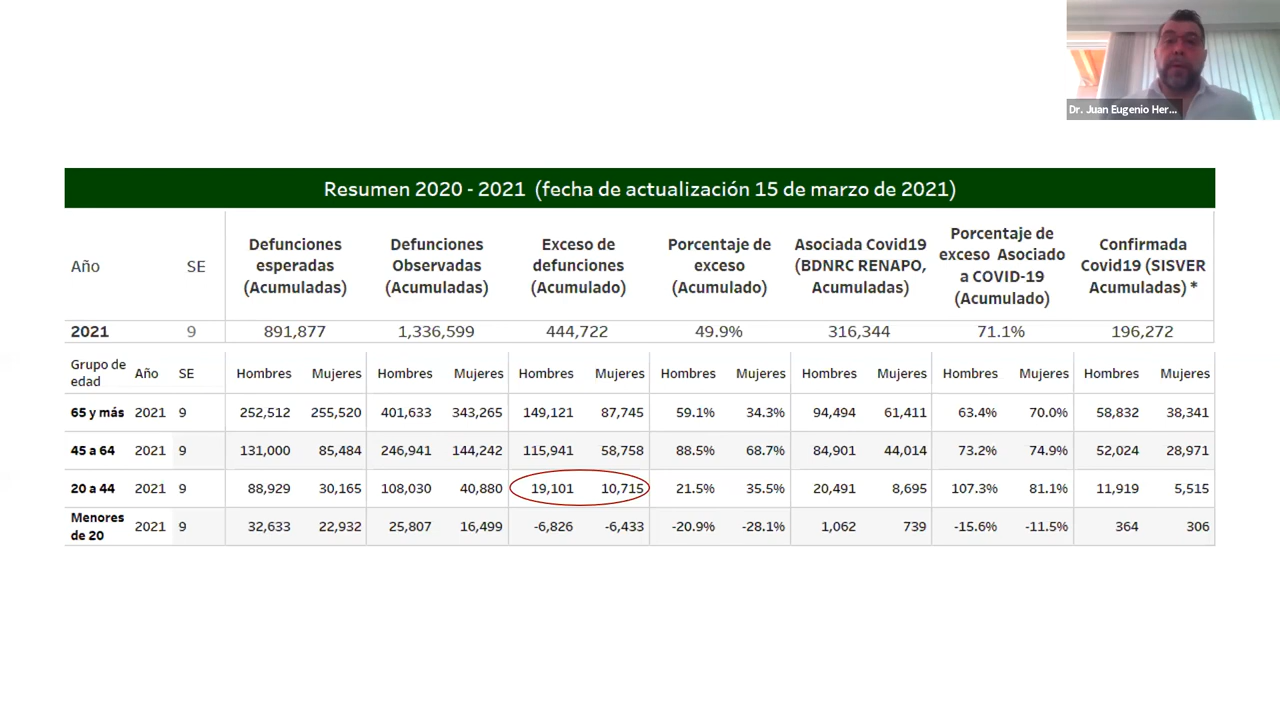 Dr. Juan Eugenio Her...
Resumen 2020 - 2021 (fecha de actualización 15 de marzo de 2021)
Año SE Defunciones esperadas (Acumuladas) Defunciones Observadas (Acumuladas) Exceso de defunciones (Acumulado) Porcentaje de exceso (Acumulado) Asociada Covid19 (BDNRC RENAPO, Acumuladas) Porcentaje de exceso Asociado a COVID-19 (Acumulado) Confirmada Covid19 (SISVER Acumuladas) *
2021 9 891,877 1,336,599 444,722 49.9% 316,344 71.1% 196,272
Grupo de edad Año SE Hombres Mujeres Hombres Mujeres Hombres Mujeres Hombres Mujeres Hombres Mujeres Hombres Mujeres Hombres Mujeres
65 y más 2021 9 252,512 255,520 401,633 343,265 149,121 87,745 59.1% 34.3% 94,494 61,411 63.4% 70.0% 58,832 38,341
45 a 64 2021 9 131,000 85,484 246,941 144,242 115,941 58,758 88.5% 68.7% 84,901 44,014 73.2% 74.9% 52,024 28,971
20 a 44 2021 9 88,929 30,165 108,030 40,880 19,101 10,715 21.5% 35.5% 20,491 8,695 107.3% 81.1% 11,919 5,515
Menores de 20 2021 9 32,633 22,932 25,807 16,499 -6,826 -6,433 -20.9% -28.1% 1,062 739 -15.6% -11.5% 364 306